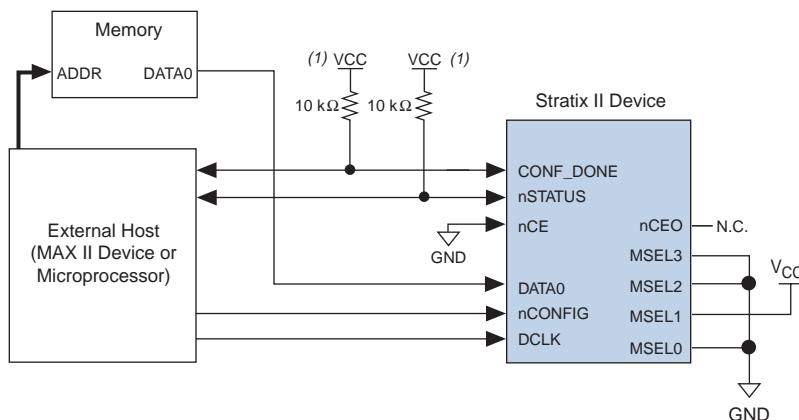 Memory
ADDR DATA0
(1) VCC VCC (1)
10 kΩ 10 kΩ
Stratix II Device
External Host
(MAX II Device or
Microprocessor)
CONF_DONE
nSTATUS
nCE
GND
DATA0
nCONFIG
DCLK
nCEO N.C.
MSEL3
MSEL2
MSEL1
MSEL0
VCC
GND